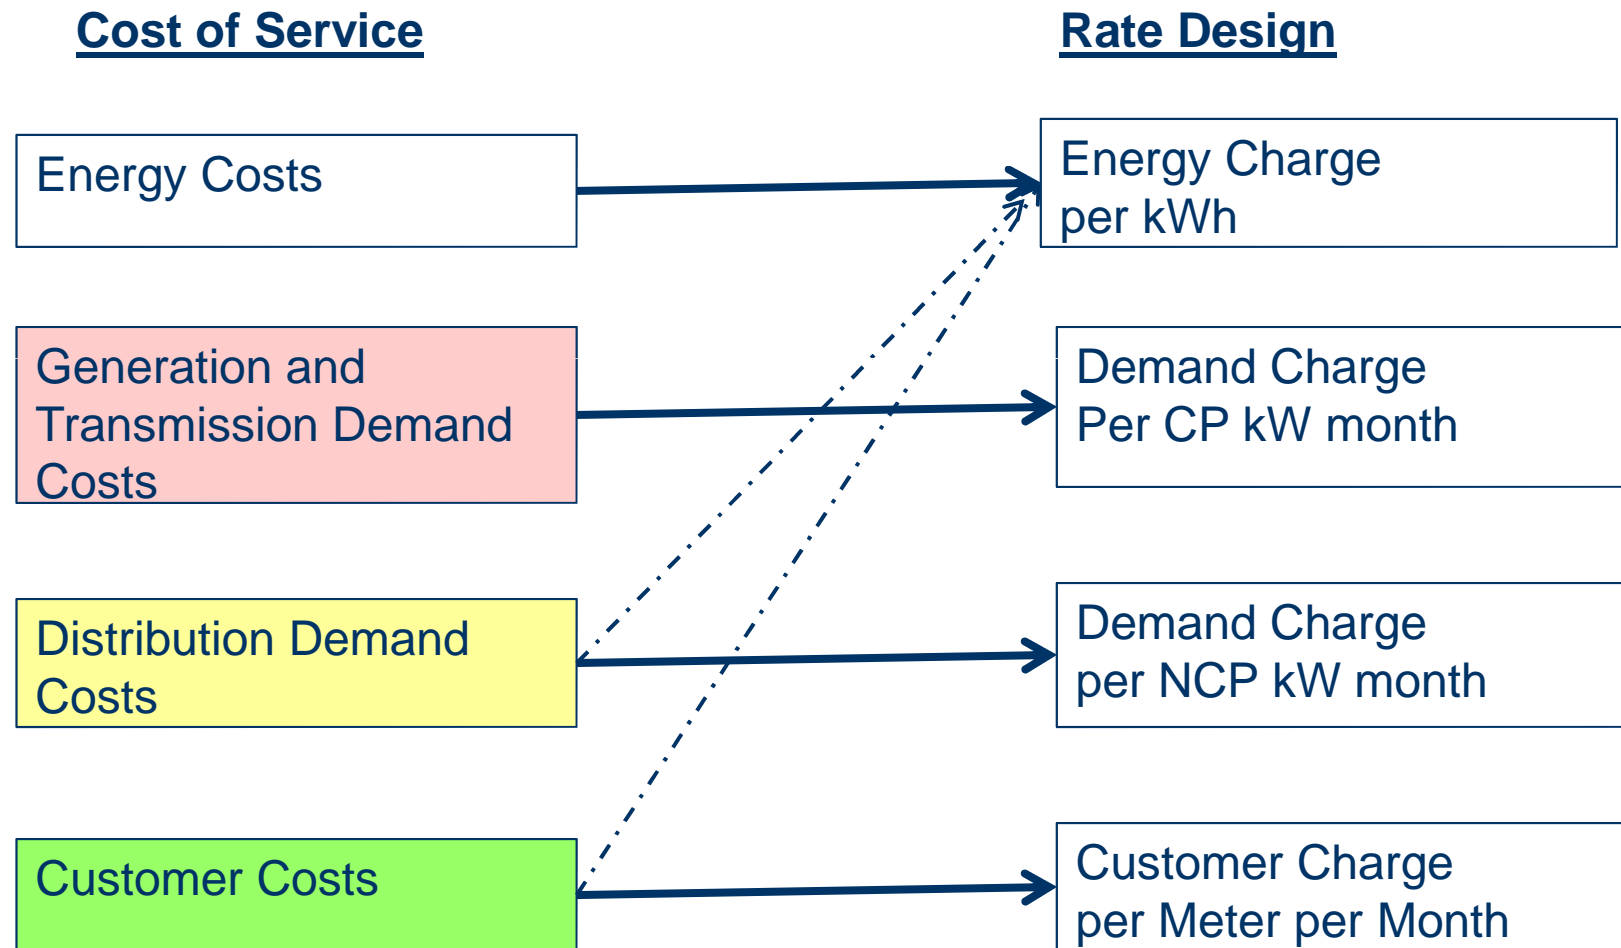 Cost of Service
Rate Design
Energy Costs
Energy Charge
per kWh
Generation and
Transmission Demand
Costs
Demand Charge
Per CP kW month
Distribution Demand
Costs
Demand Charge
per NCP kW month
Customer Costs
Customer Charge
per Meter per Month